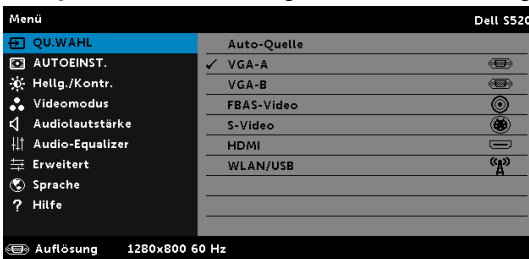 Menü Dell S520
QU.WAHL
AUTOEINST.
Hellg./Kontr.
Videomodus
Audiolautstärke
Audio-Equalizer
Erweitert
Sprache
? Hilfe
Auto-Quelle
✓ VGA-A
VGA-B
FBAS-Video
S-Video
HDMI
WLAN/USB
Auflösung 1280x800 60 Hz